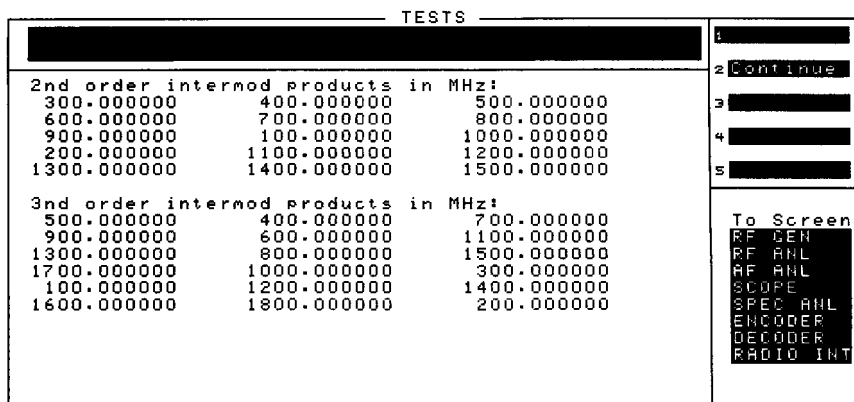 TESTS
2nd order intermod products in MHz:
300.000000 400.000000 500.000000
600.000000 700.000000 800.000000
900.000000 100.000000 1000.000000
200.000000 1100.000000 1200.000000
1300.000000 1400.000000 1500.000000
3nd order intermod products in MHz:
500.000000 400.000000 700.000000
900.000000 600.000000 1100.000000
1300.000000 800.000000 1500.000000
1700.000000 1000.000000 300.000000
100.000000 1200.000000 1400.000000
1600.000000 1800.000000 200.000000
1
2 Continue
3
4
5
To Screen
RF GEN
RF ANL
AF ANL
SCOPE
SPEC ANL
ENCODER
DECODER
RADIO INT